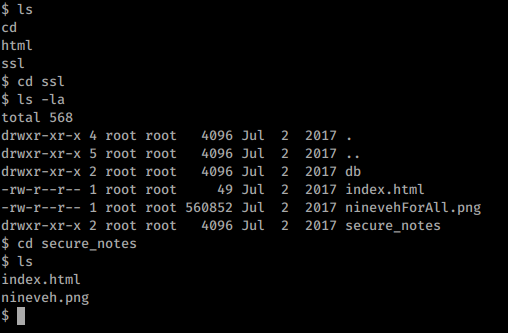 $ ls
cd
html
ssl
$ cd ssl
$ ls -la
total 568
drwxr-xr-x 4 root root   4096 Jul  2  2017 .
drwxr-xr-x 5 root root   4096 Jul  2  2017 ..
drwxr-xr-x 2 root root   4096 Jul  2  2017 db
-rw-r--r-- 1 root root     49 Jul  2  2017 index.html
-rw-r--r-- 1 root root 560852 Jul  2  2017 ninevehForAll.png
drwxr-xr-x 2 root root   4096 Jul  2  2017 secure_notes
$ cd secure_notes
$ ls
index.html
nineveh.png
$